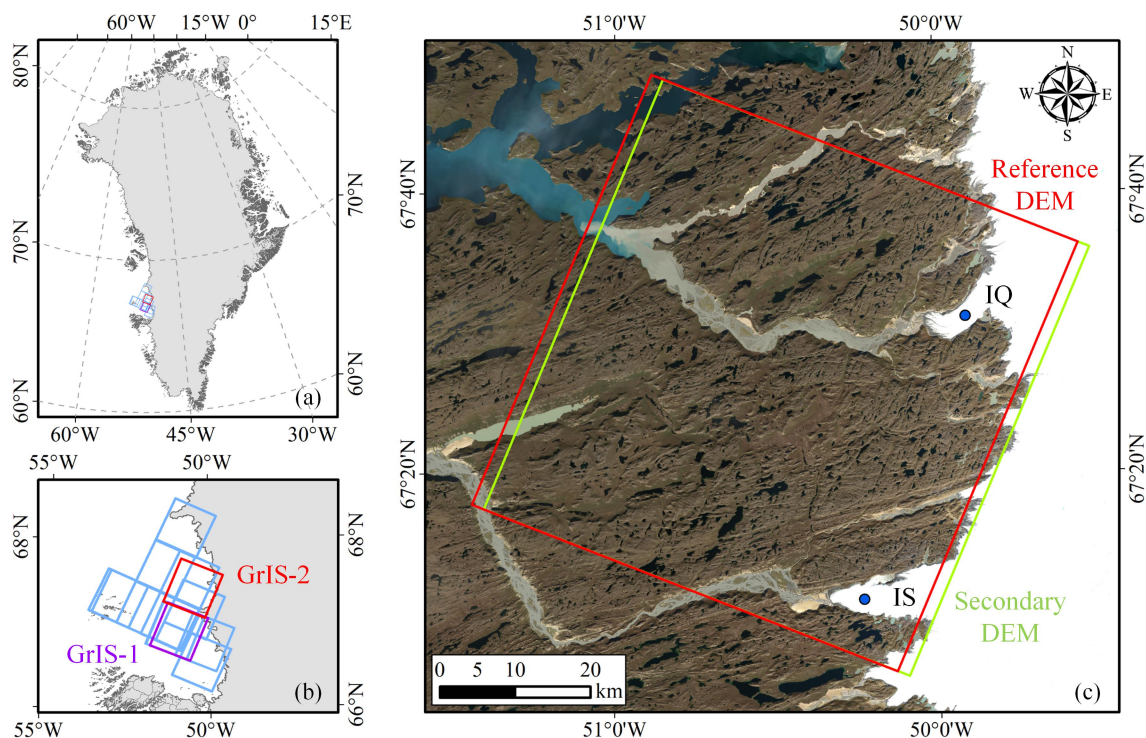 60°W 0° 15°E
80°N
70°N
70°N
60°N
60°N
(a)
60°W 45°W 30°W
55°W 50°W
68°N
68°N
GrIS-2
GrIS-1
66°N
(b)
55°W 50°W
51°0'W 50°0'W
N
W E
S
67°40'N
67°40'N
Reference
DEM
IQ
67°20'N
67°20'N
IS
Secondary
DEM
0 5 10 20
km
(c)
51°0'W 50°0'W